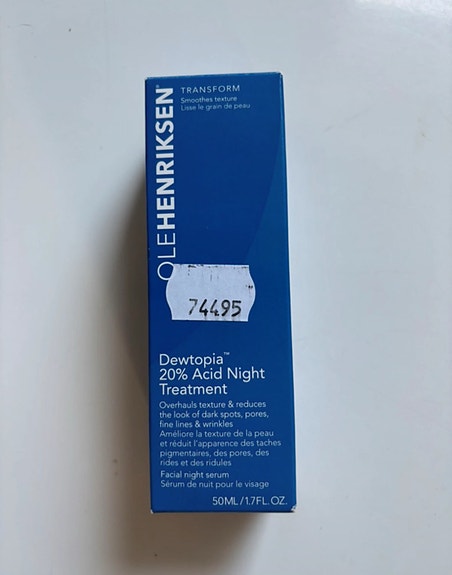 OLEHENRIKSEN®
TRANSFORM
Smoothes texture
Lisse le grain de peau
74495
Dewtopia™
20% Acid Night
Treatment
Overhauls texture & reduces
the look of dark spots, pores,
fine lines & wrinkles
Améliore la texture de la peau
et réduit l'apparence des taches
pigmentaires, des pores, des
rides et des ridules
Facial night serum
Sérum de nuit pour le visage
50ML/1.7FL. OZ.